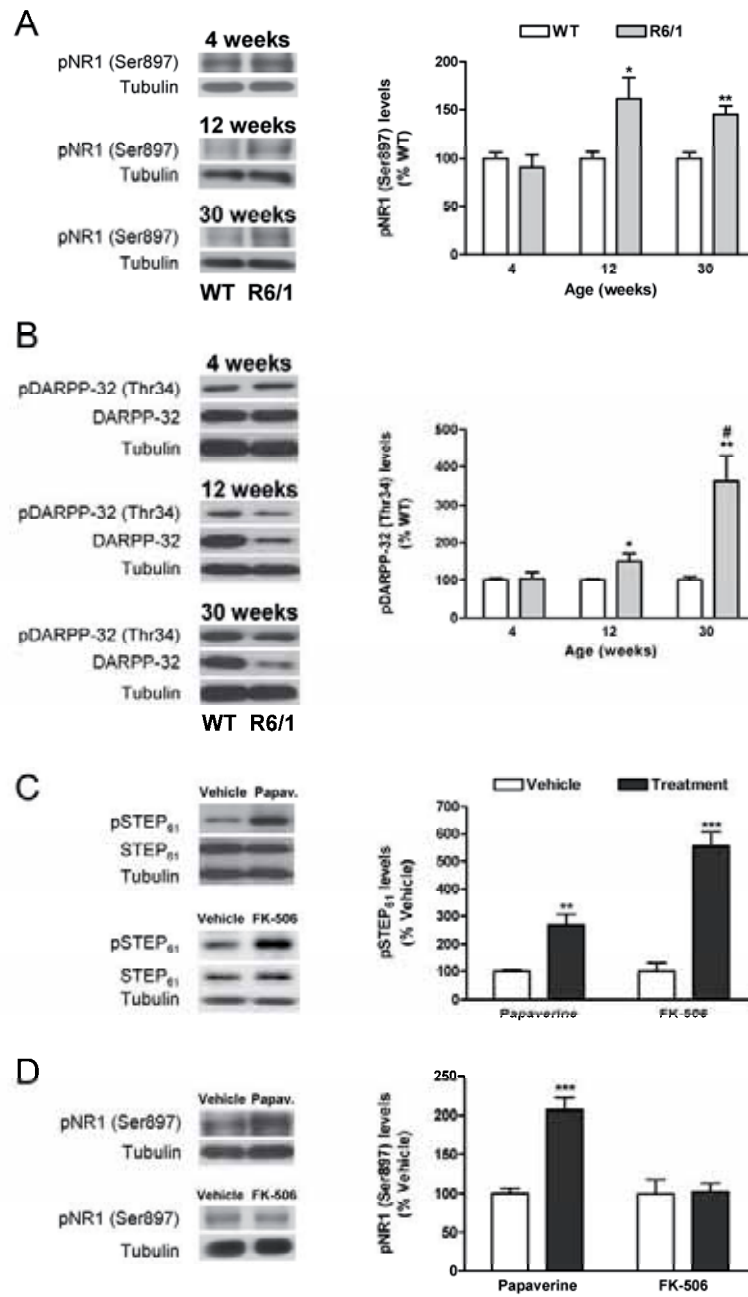 A
4 weeks
pNR1 (Ser897)
Tubulin
12 weeks
pNR1 (Ser897)
Tubulin
30 weeks
pNR1 (Ser897)
Tubulin
WT R6/1
WT R6/1
pNR1 (Ser897) levels
(% WT)
200
150
100
50
0
*
**
4 12 30
Age (weeks)
B
4 weeks
pDARPP-32 (Thr34)
DARPP-32
Tubulin
12 weeks
pDARPP-32 (Thr34)
DARPP-32
Tubulin
30 weeks
pDARPP-32 (Thr34)
DARPP-32
Tubulin
WT R6/1
pDARPP-32 (Thr34) levels
(% WT)
500
400
300
200
100
0
*
#
**
4 12 30
Age (weeks)
C
Vehicle Papav.
pSTEP₆₁
STEP₆₁
Tubulin
Vehicle FK-506
pSTEP₆₁
STEP₆₁
Tubulin
Vehicle Treatment
pSTEP₆₁ levels
(% Vehicle)
700
600
500
400
300
200
100
0
**
***
Papaverine FK-506
D
Vehicle Papav.
pNR1 (Ser897)
Tubulin
Vehicle FK-506
pNR1 (Ser897)
Tubulin
pNR1 (Ser897) levels
(% Vehicle)
250
200
150
100
50
0
***
Papaverine FK-506